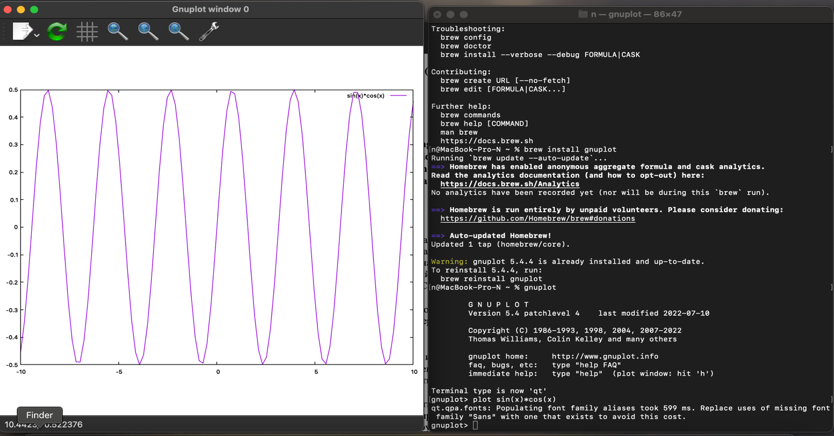 Gnuplot window 0
sin(x)*cos(x)
0.5
0.4
0.3
0.2
0.1
0
-0.1
-0.2
-0.3
-0.4
-0.5
-10
-5
0
5
10
Finder
n — gnuplot — 86×47
Troubleshooting:
brew config
brew doctor
brew install --verbose --debug FORMULA|CASK
Contributing:
brew create URL [--no-fetch]
brew edit [FORMULA|CASK...]
Further help:
brew commands
brew help [COMMAND]
man brew
https://docs.brew.sh
n@MacBook-Pro-N ~ % brew install gnuplot
Running `brew update --auto-update`...
==> Homebrew has enabled anonymous aggregate formula and cask analytics.
Read the analytics documentation (and how to opt-out) here:
https://docs.brew.sh/Analytics
No analytics have been recorded yet (nor will be during this `brew` run).
==> Homebrew is run entirely by unpaid volunteers. Please consider donating:
https://github.com/Homebrew/brew#donations
==> Auto-updated Homebrew!
Updated 1 tap (homebrew/core).
Warning: gnuplot 5.4.4 is already installed and up-to-date.
To reinstall 5.4.4, run:
brew reinstall gnuplot
n@MacBook-Pro-N ~ % gnuplot
G N U P L O T
Version 5.4 patchlevel 4 last modified 2022-07-10
Copyright (C) 1986-1993, 1998, 2004, 2007-2022
Thomas Williams, Colin Kelley and many others
gnuplot home: http://www.gnuplot.info
faq, bugs, etc: type "help FAQ"
immediate help: type "help" (plot window: hit 'h')
Terminal type is now 'qt'
gnuplot> plot sin(x)*cos(x)
qt.qpa.fonts: Populating font family aliases took 599 ms. Replace uses of missing font
family "Sans" with one that exists to avoid this cost.
gnuplot>